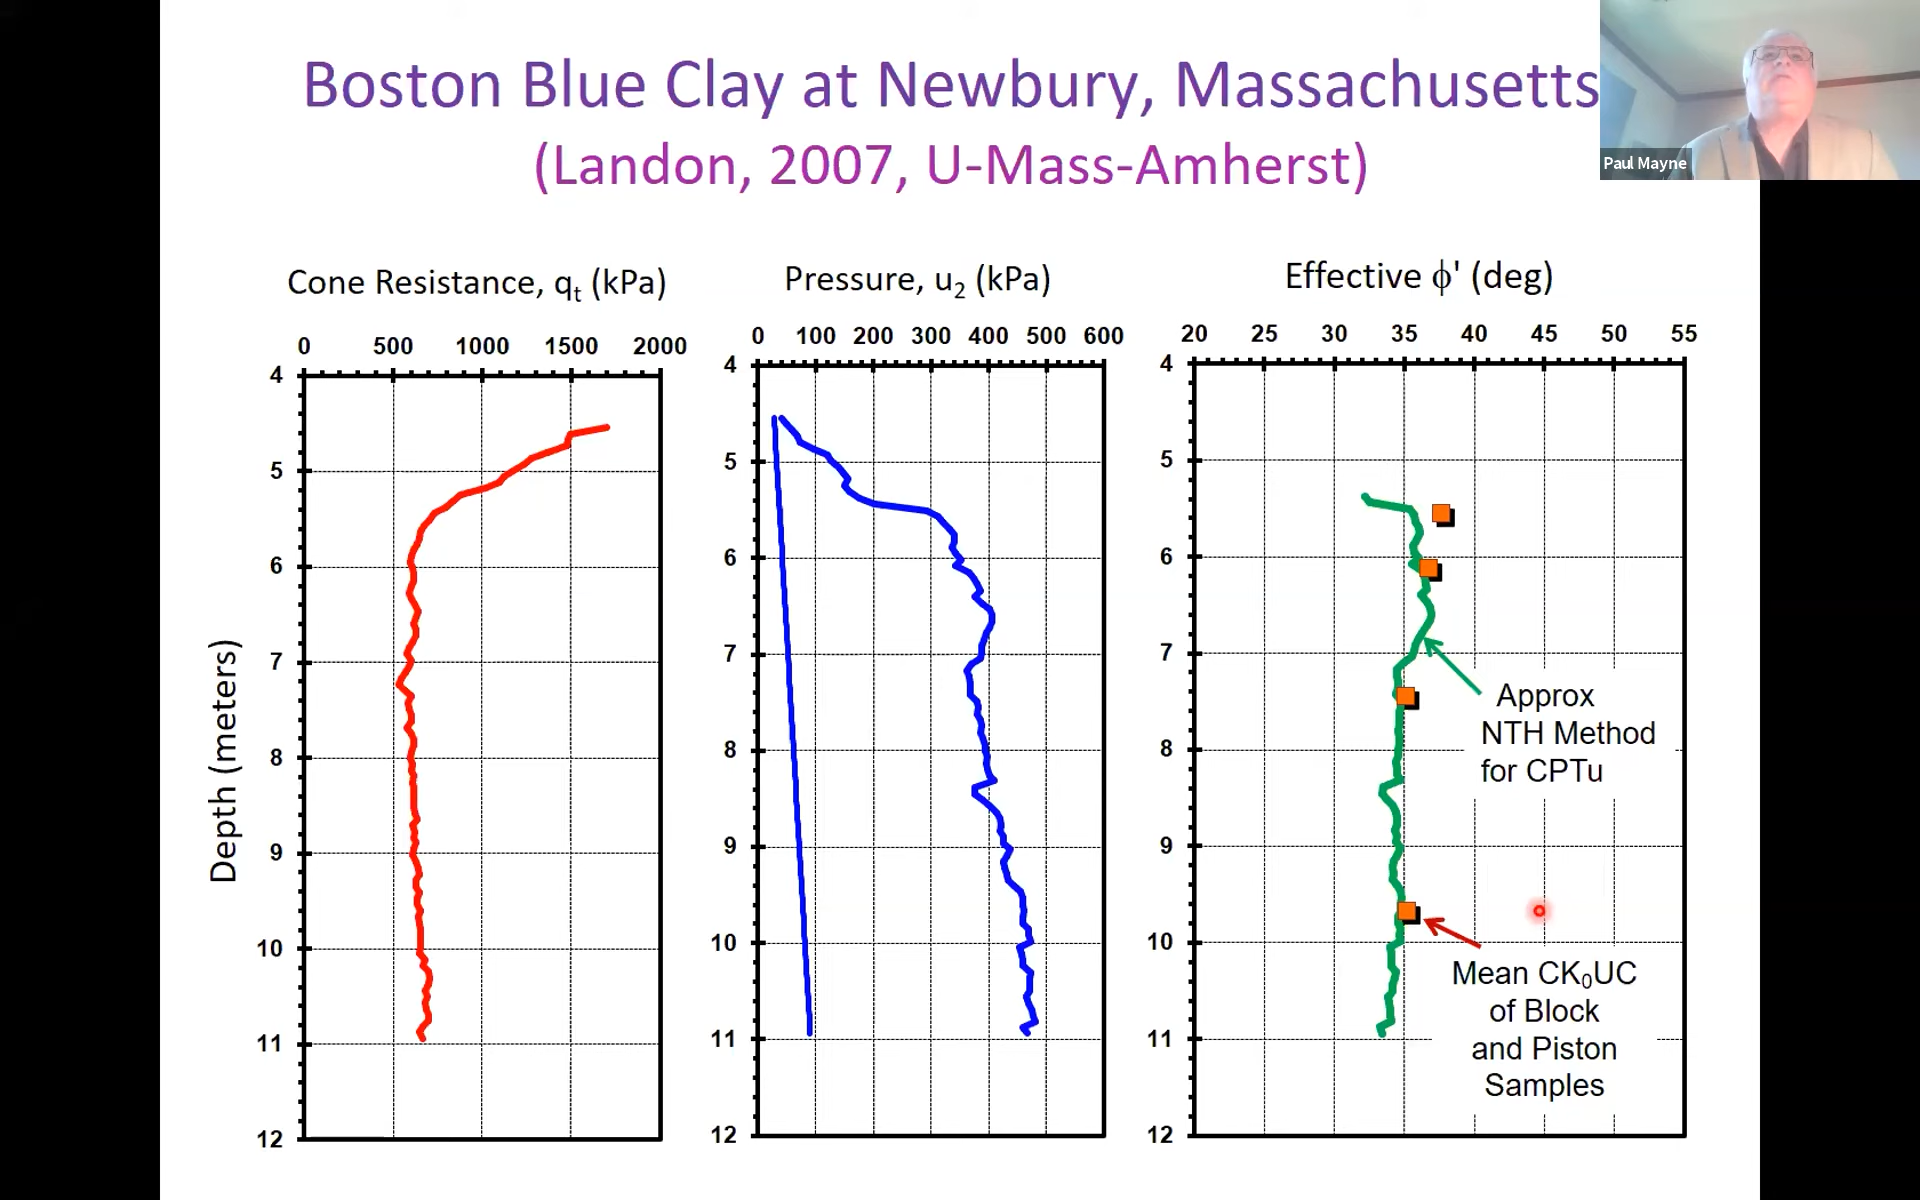 Boston Blue Clay at Newbury, Massachusetts
(Landon, 2007, U-Mass-Amherst)
Paul Mayne
Cone Resistance, qt (kPa)
0 500 1000 1500 2000
Depth (meters)
4
5
6
7
8
9
10
11
12
Pressure, u2 (kPa)
0 100 200 300 400 500 600
4
5
6
7
8
9
10
11
12
Effective ϕ' (deg)
20 25 30 35 40 45 50 55
4
5
6
7
8
9
10
11
12
Approx
NTH Method
for CPTu
Mean CK0UC
of Block
and Piston
Samples